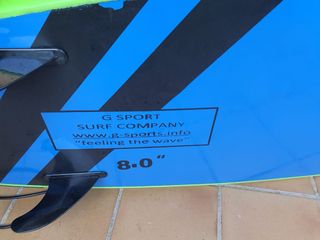 G SPORT
SURF COMPANY
www.g-sports.info
"feeling the wave"
8.0"